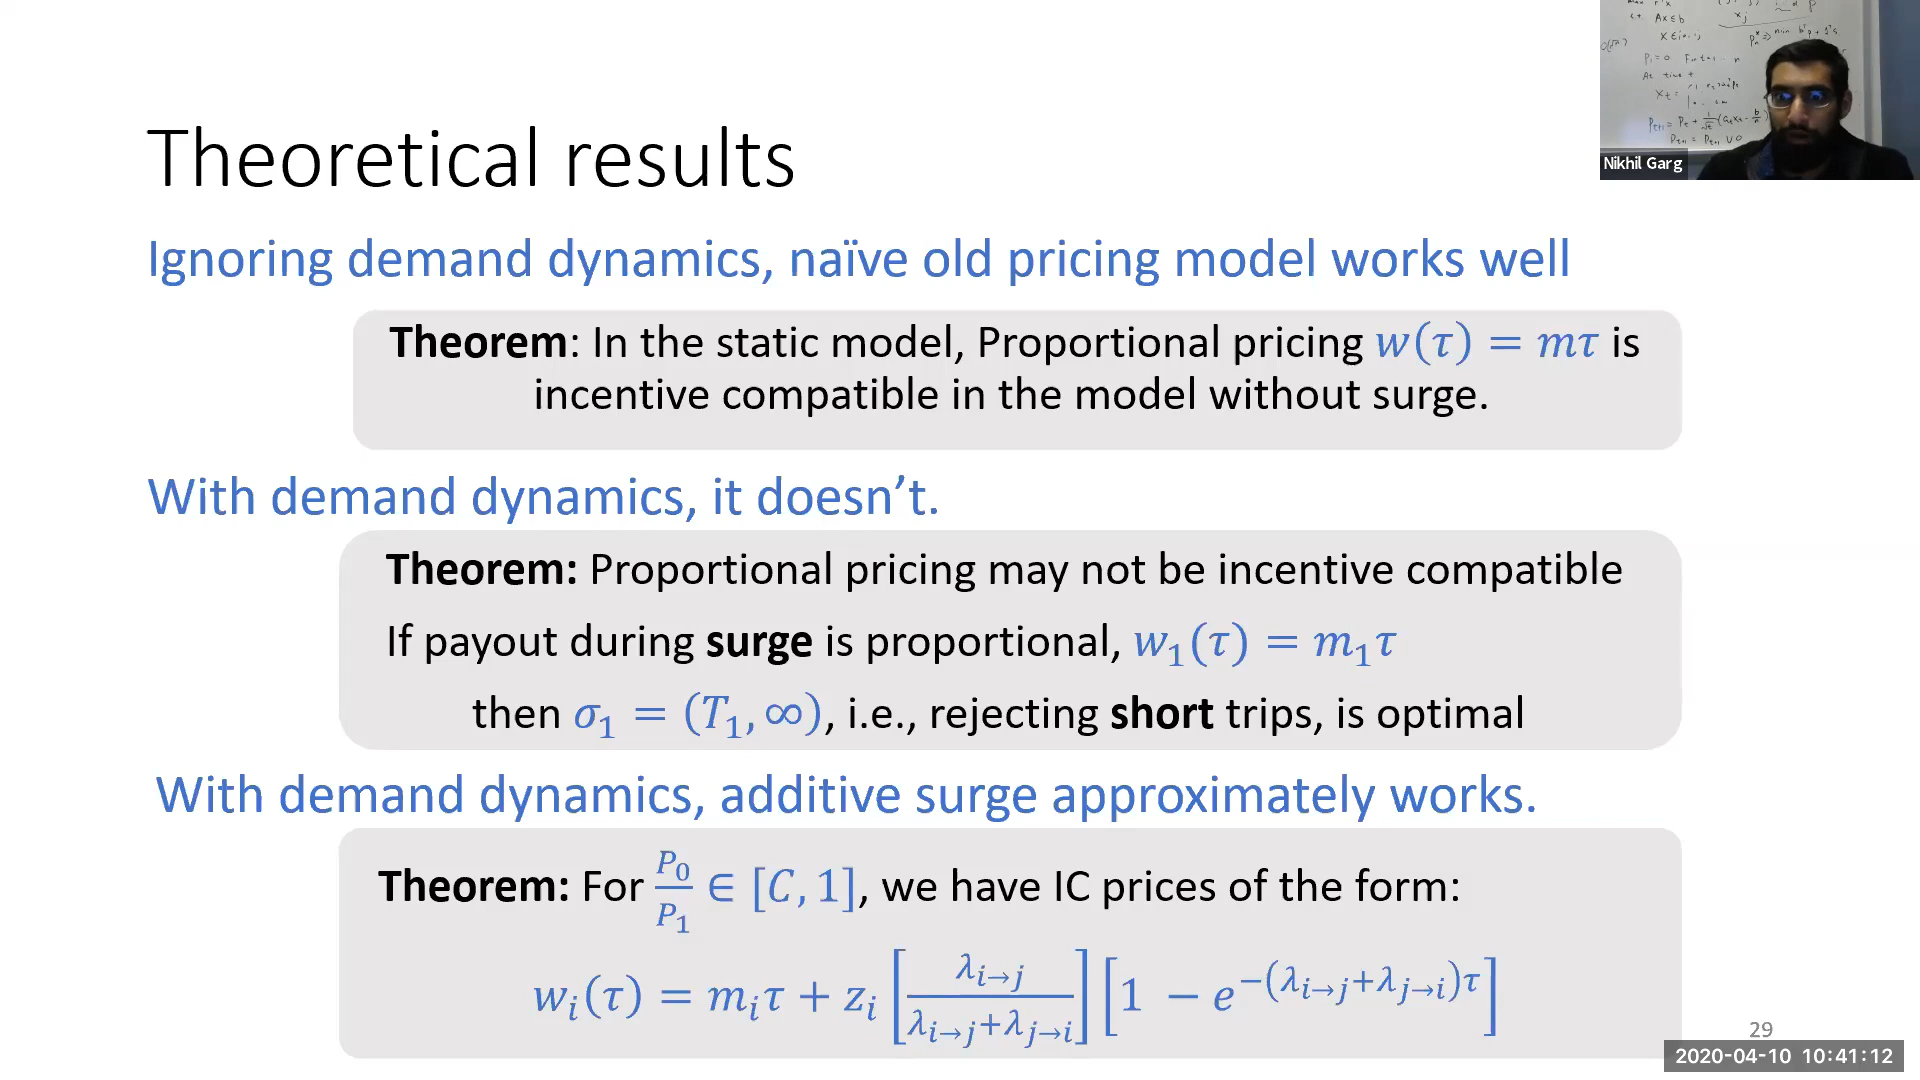 Theoretical results
Ignoring demand dynamics, naïve old pricing model works well
Theorem: In the static model, Proportional pricing w(τ) = mτ is
incentive compatible in the model without surge.
With demand dynamics, it doesn’t.
Theorem: Proportional pricing may not be incentive compatible
If payout during surge is proportional, w₁(τ) = m₁τ
then σ₁ = (T₁, ∞), i.e., rejecting short trips, is optimal
With demand dynamics, additive surge approximately works.
Theorem: For P₀/P₁ ∈ [C, 1], we have IC prices of the form:
wᵢ(τ) = mᵢτ + zᵢ [λᵢ→ⱼ / (λᵢ→ⱼ+λⱼ→ᵢ)] [1 − e^−(λᵢ→ⱼ+λⱼ→ᵢ)τ]
29
2020-04-10 10:41:12
Nikhil Garg
Ax≤b